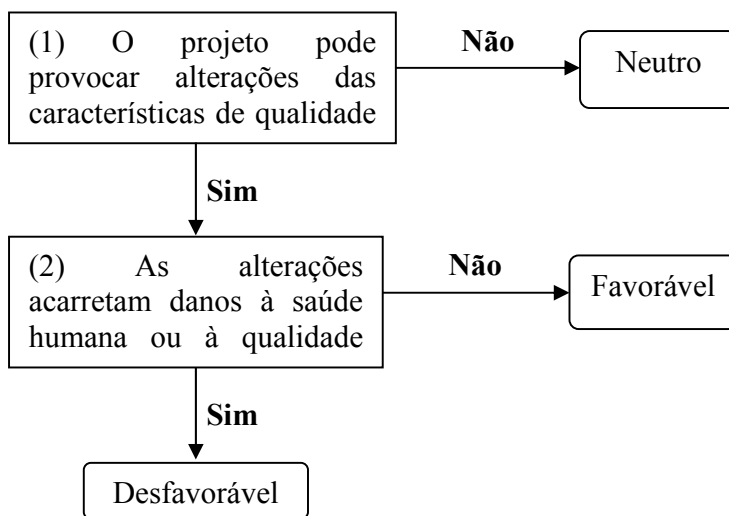 (1) O projeto pode
provocar alterações das
características de qualidade
Não
Neutro
Sim
(2) As alterações
acarretam danos à saúde
humana ou à qualidade
Não
Favorável
Sim
Desfavorável